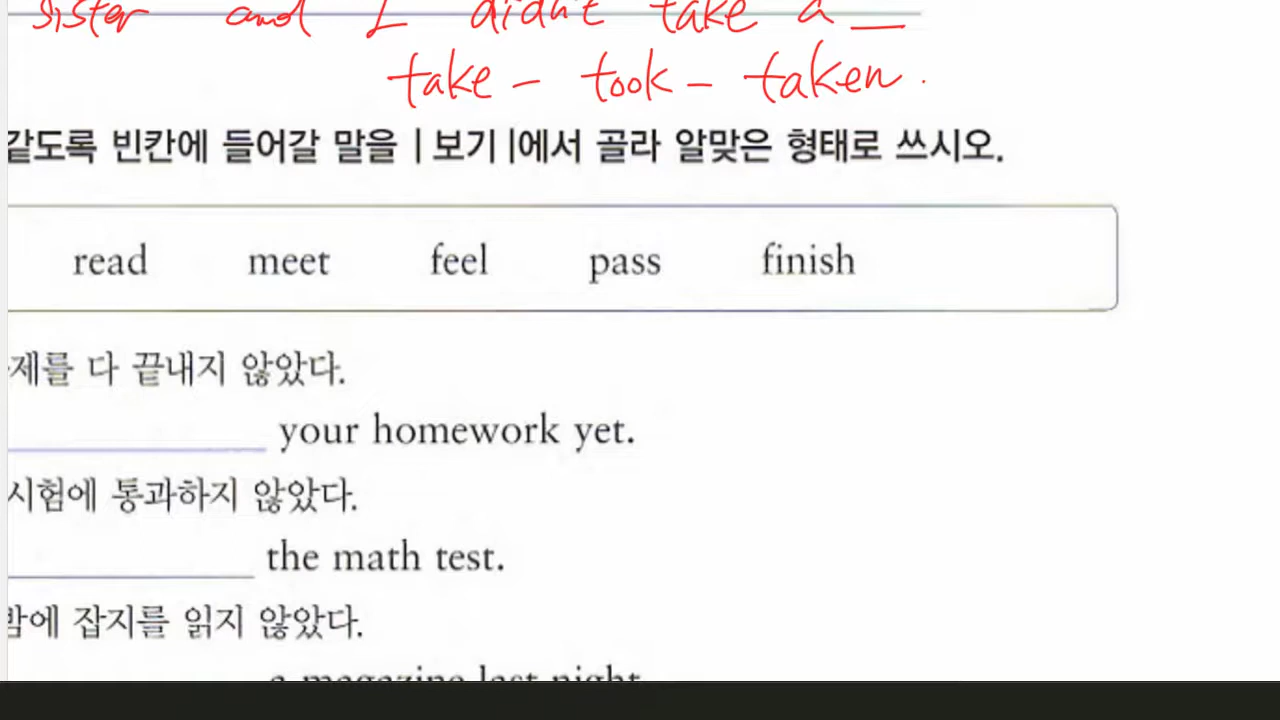 sister and I didn't take a _
take - took - taken.
같도록 빈칸에 들어갈 말을 | 보기 |에서 골라 알맞은 형태로 쓰시오.
read meet feel pass finish
제를 다 끝내지 않았다.
your homework yet.
시험에 통과하지 않았다.
the math test.
밤에 잡지를 읽지 않았다.
a magazine last night.